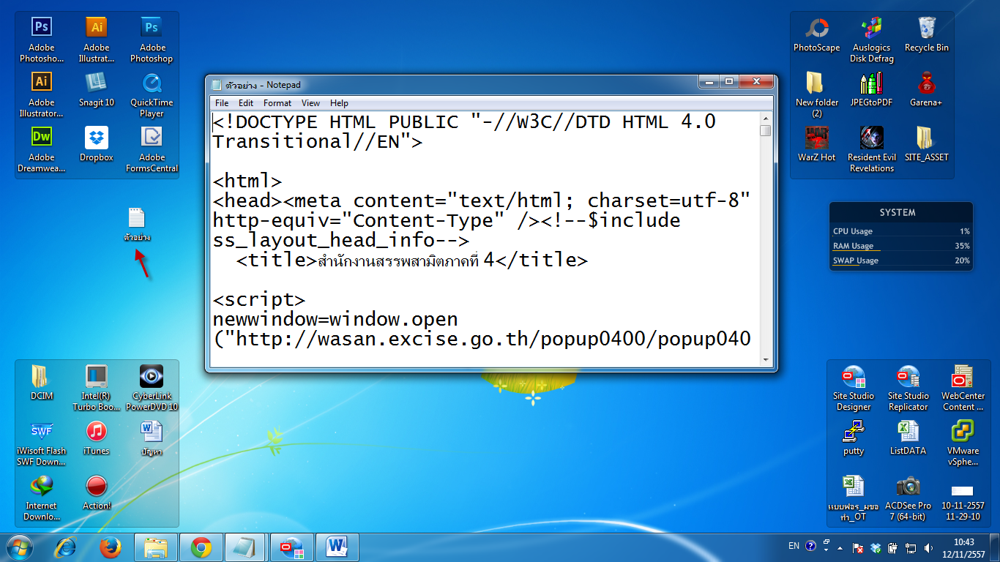 Adobe Photosho...
Adobe Illustrat...
Adobe Photoshop
Adobe Illustrator...
Snagit 10
QuickTime Player
Adobe Dreamwea...
Dropbox
Adobe FormsCentral
ตัวอย่าง
ตัวอย่าง - Notepad
File Edit Format View Help
<!DOCTYPE HTML PUBLIC "-//W3C//DTD HTML 4.0
Transitional//EN">
<html>
<head><meta content="text/html; charset=utf-8"
http-equiv="Content-Type" /><!--$include
ss_layout_head_info-->
<title>สำนักงานสรรพสามิตภาคที่ 4</title>
<script>
newwindow=window.open
("http://wasan.excise.go.th/popup0400/popup040
PhotoScape
Auslogics Disk Defrag
Recycle Bin
New folder (2)
JPEGtoPDF
Garena+
WarZ Hot
Resident Evil Revelations
SITE_ASSET
SYSTEM
CPU Usage 1%
RAM Usage 35%
SWAP Usage 20%
DCIM
Intel(R) Turbo Boo...
CyberLink PowerDVD 10
SWF
iWisoft Flash SWF Down...
iTunes
ปัญหา
Internet Downlo...
Action!
Site Studio Designer
Site Studio Replicator
WebCenter Content ...
putty
ListDATA
VMware vSphe...
แบบฟอร_มขอ
ทำ_OT
ACDSee Pro 7 (64-bit)
10-11-2557
11-29-10
EN
10:43
12/11/2557